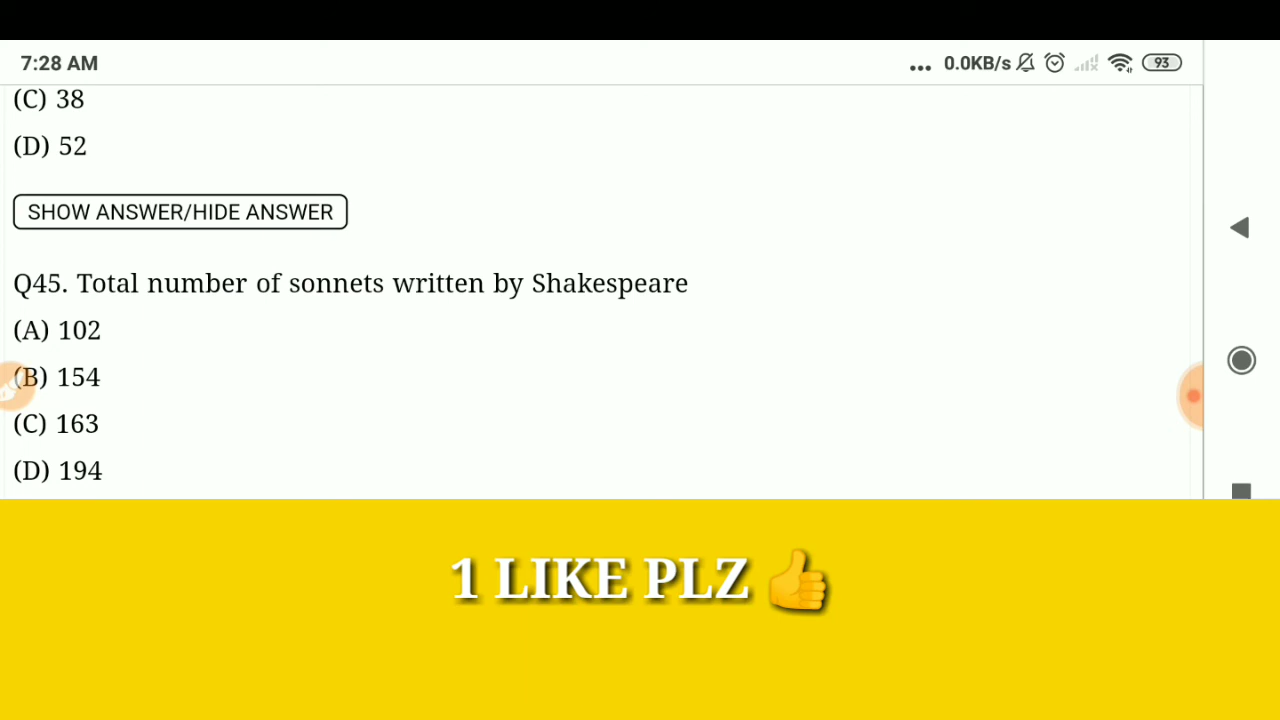 7:28 AM
... 0.0KB/s 93
(C) 38
(D) 52
SHOW ANSWER/HIDE ANSWER
Q45. Total number of sonnets written by Shakespeare
(A) 102
(B) 154
(C) 163
(D) 194
1 LIKE PLZ 👍